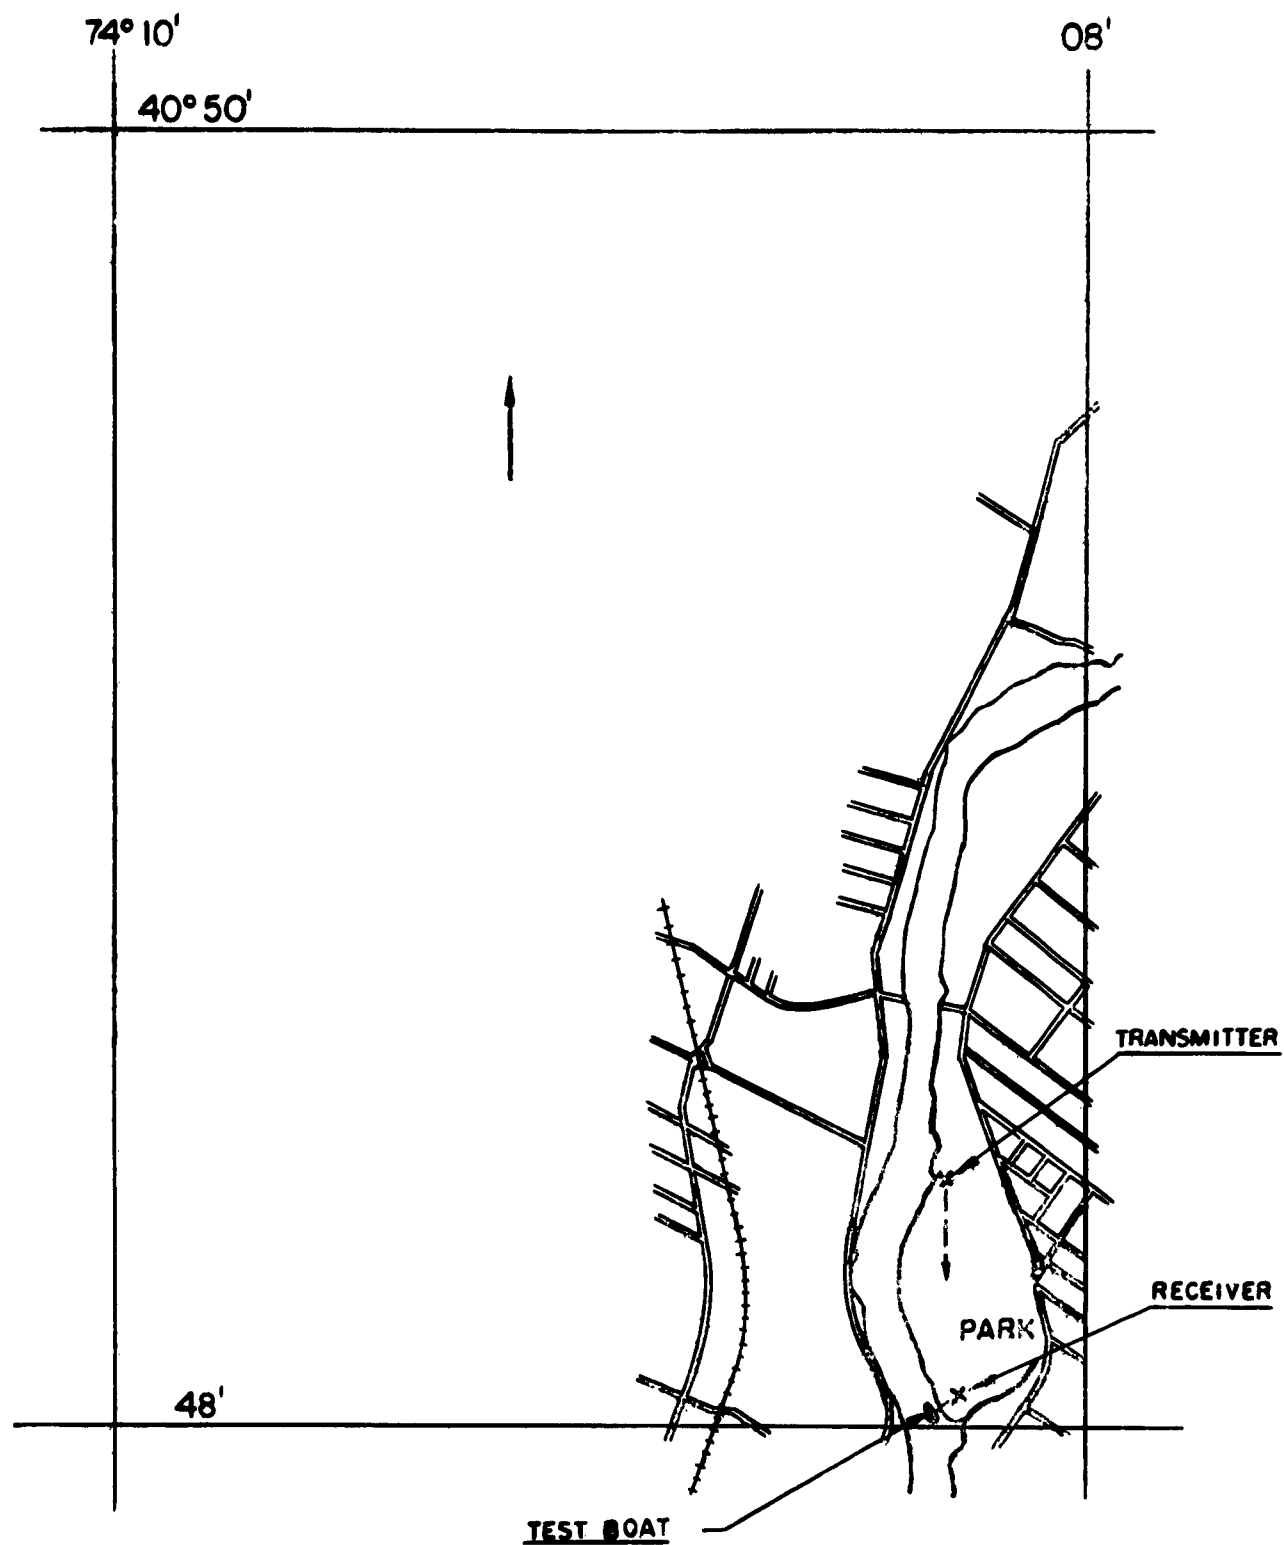 74° 10'
08'
40° 50'
TRANSMITTER
RECEIVER
PARK
48'
TEST BOAT